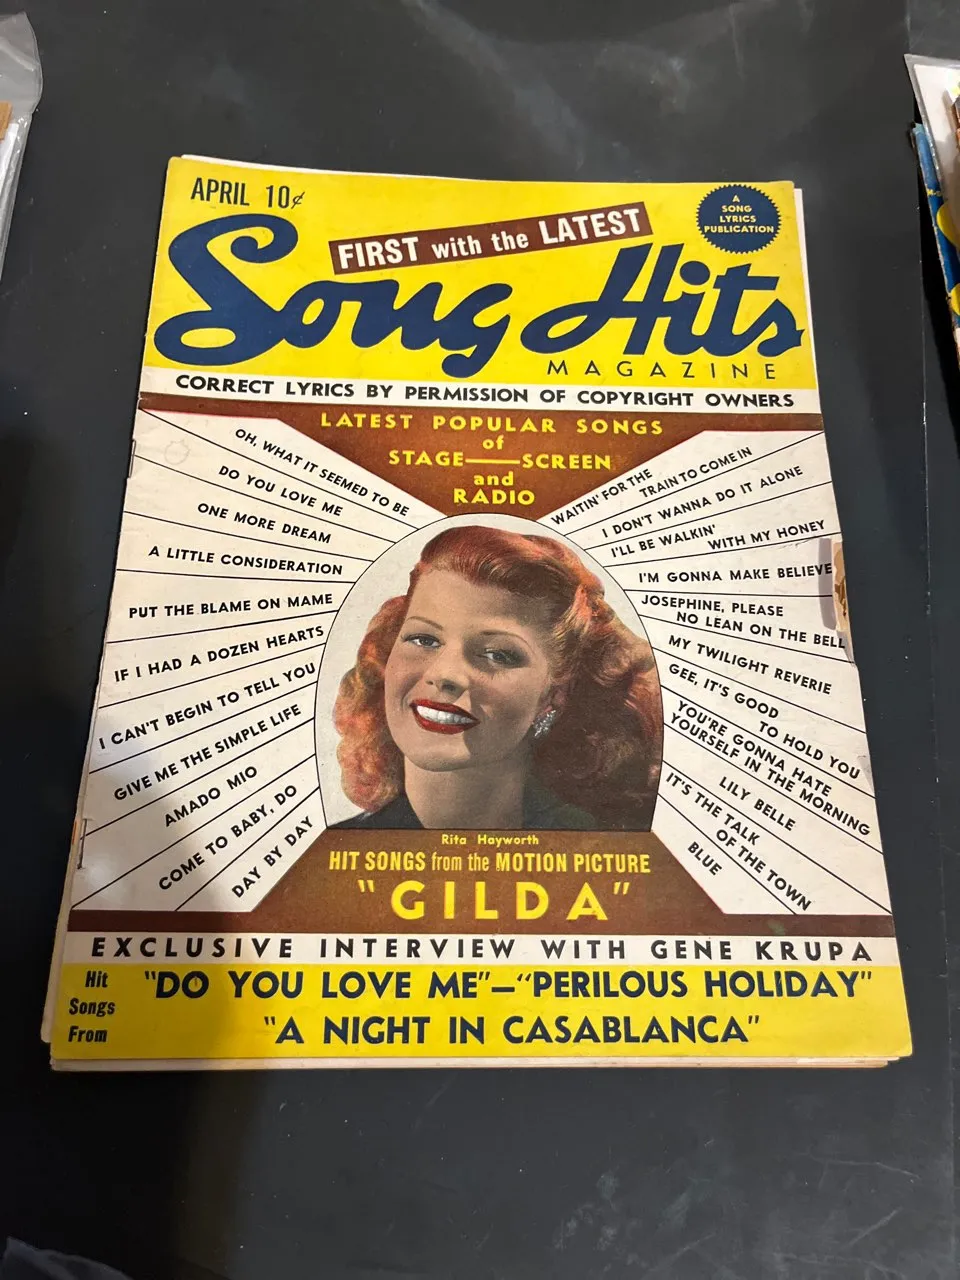 APRIL 10¢
A
SONG
LYRICS
PUBLICATION
FIRST with the LATEST
Song Hits
MAGAZINE
CORRECT LYRICS BY PERMISSION OF COPYRIGHT OWNERS
LATEST POPULAR SONGS
of
STAGE—SCREEN
and
RADIO
OH, WHAT IT SEEMED TO BE
DO YOU LOVE ME
ONE MORE DREAM
A LITTLE CONSIDERATION
PUT THE BLAME ON MAME
IF I HAD A DOZEN HEARTS
I CAN'T BEGIN TO TELL YOU
GIVE ME THE SIMPLE LIFE
AMADO MIO
COME TO BABY, DO
DAY BY DAY
WAITIN' FOR THE
TRAIN TO COME IN
I DON'T WANNA DO IT ALONE
I'LL BE WALKIN'
WITH MY HONEY
I'M GONNA MAKE BELIEVE
JOSEPHINE, PLEASE
NO LEAN ON THE BELL
MY TWILIGHT REVERIE
GEE, IT'S GOOD
TO HOLD YOU
YOU'RE GONNA HATE
YOURSELF IN THE MORNING
LILY BELLE
IT'S THE TALK
OF THE TOWN
BLUE
Rita Hayworth
HIT SONGS from the MOTION PICTURE
"GILDA"
EXCLUSIVE INTERVIEW WITH GENE KRUPA
Hit
Songs
From
"DO YOU LOVE ME"—"PERILOUS HOLIDAY"
"A NIGHT IN CASABLANCA"